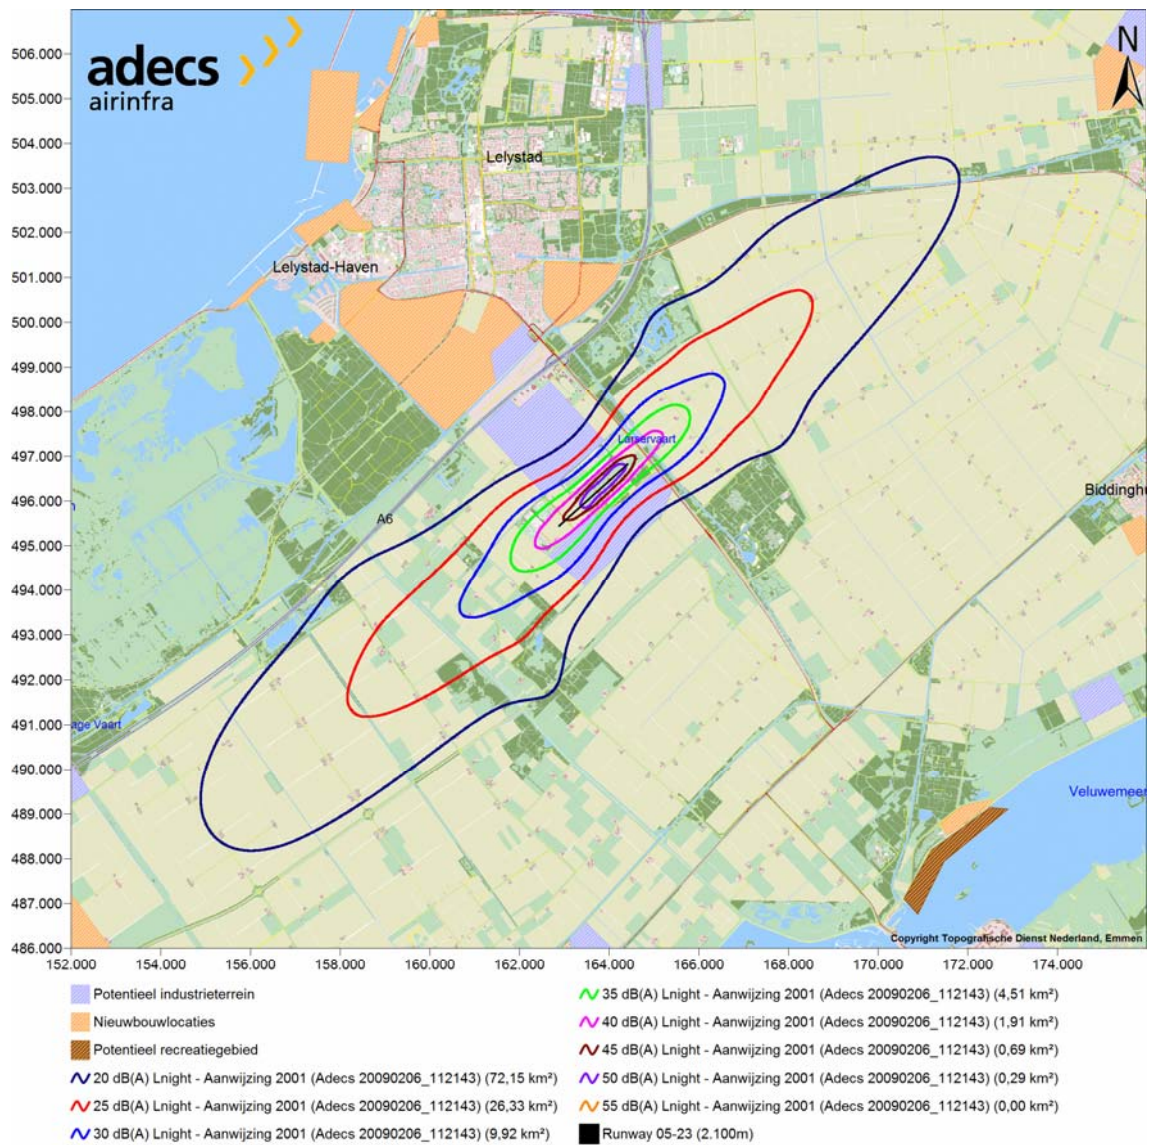 adecs
airinfra
N
506.000
505.000
504.000
503.000
502.000
501.000
500.000
499.000
498.000
497.000
496.000
495.000
494.000
493.000
492.000
491.000
490.000
489.000
488.000
487.000
486.000
Lelystad
Lelystad-Haven
Larservaart
A6
Biddinghu
age Vaart
Veluwemeer
Copyright Topografische Dienst Nederland, Emmen
152.000 154.000 156.000 158.000 160.000 162.000 164.000 166.000 168.000 170.000 172.000 174.000
Potentieel industrieterrein
Nieuwbouwlocaties
Potentieel recreatiegebied
20 dB(A) Lnight - Aanwijzing 2001 (Adecs 20090206_112143) (72,15 km²)
25 dB(A) Lnight - Aanwijzing 2001 (Adecs 20090206_112143) (26,33 km²)
30 dB(A) Lnight - Aanwijzing 2001 (Adecs 20090206_112143) (9,92 km²)
35 dB(A) Lnight - Aanwijzing 2001 (Adecs 20090206_112143) (4,51 km²)
40 dB(A) Lnight - Aanwijzing 2001 (Adecs 20090206_112143) (1,91 km²)
45 dB(A) Lnight - Aanwijzing 2001 (Adecs 20090206_112143) (0,69 km²)
50 dB(A) Lnight - Aanwijzing 2001 (Adecs 20090206_112143) (0,29 km²)
55 dB(A) Lnight - Aanwijzing 2001 (Adecs 20090206_112143) (0,00 km²)
Runway 05-23 (2.100m)